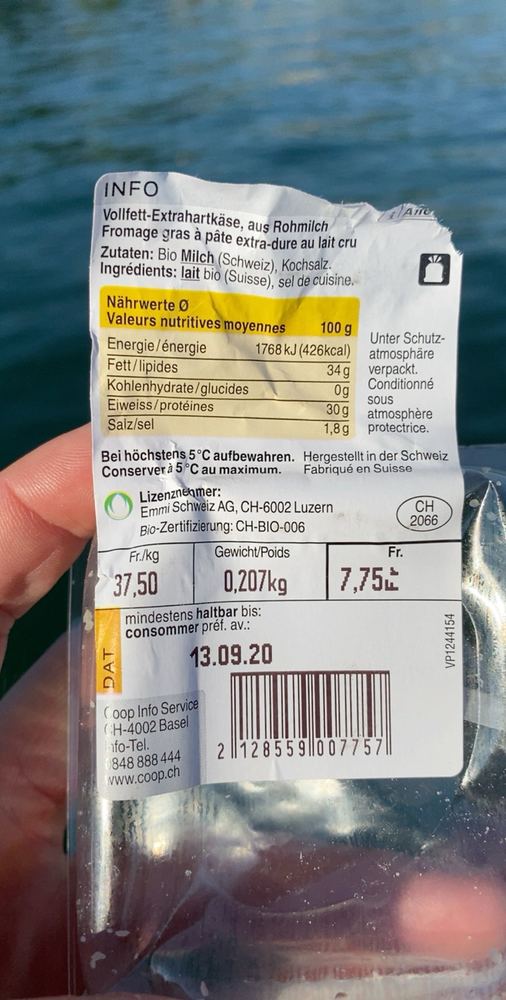 INFO
Vollfett-Extrahartkäse, aus Rohmilch
Fromage gras à pâte extra-dure au lait cru
Zutaten: Bio Milch (Schweiz), Kochsalz.
Ingrédients: lait bio (Suisse), sel de cuisine.
Nährwerte Ø
Valeurs nutritives moyennes 100 g
Energie/énergie 1768 kJ (426kcal)
Fett/lipides 34g
Kohlenhydrate/glucides 0g
Eiweiss/protéines 30g
Salz/sel 1,8g
Unter Schutz-
atmosphäre
verpackt.
Conditionné
sous
atmosphère
protectrice.
Bei höchstens 5°C aufbewahren. Hergestellt in der Schweiz
Conserver à 5°C au maximum. Fabriqué en Suisse
Lizenznehmer:
Emmi Schweiz AG, CH-6002 Luzern
Bio-Zertifizierung: CH-BIO-006
CH
2066
Fr./kg Gewicht/Poids Fr.
37,50 0,207kg 7,75
mindestens haltbar bis:
consommer préf. av.:
DAT
13.09.20
VP1244154
Coop Info Service
CH-4002 Basel
Info-Tel.
0848 888 444
www.coop.ch
2 128559 007757